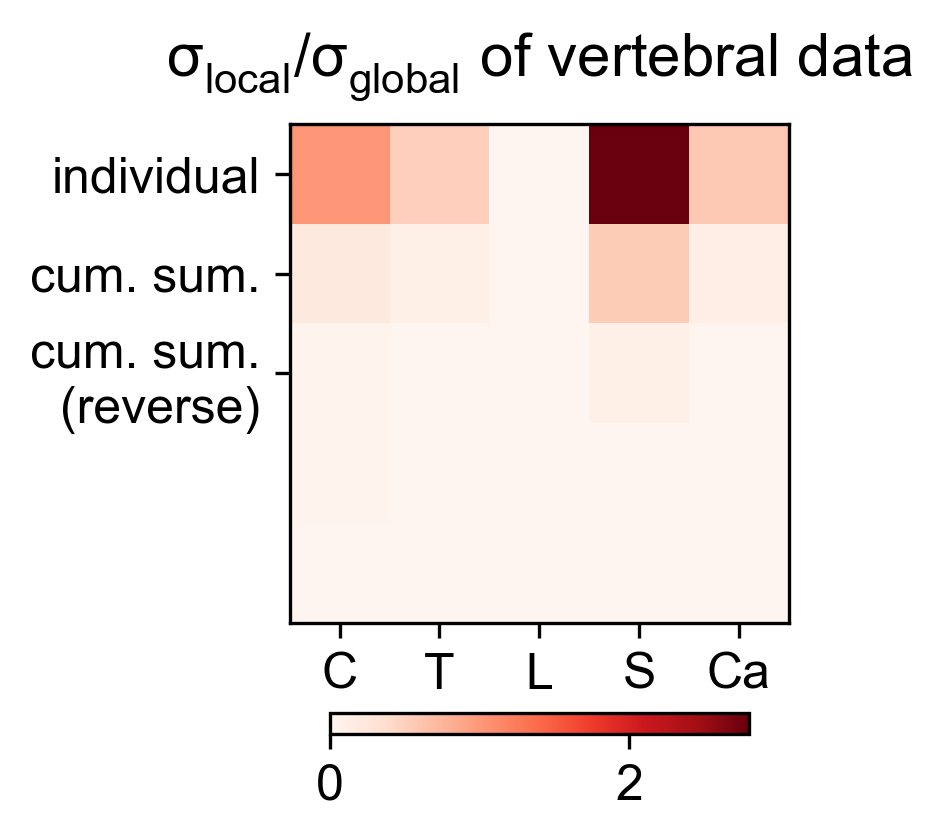 σlocal/σglobal of vertebral data
individual
cum. sum.
cum. sum.
(reverse)
C T L S Ca
0 2